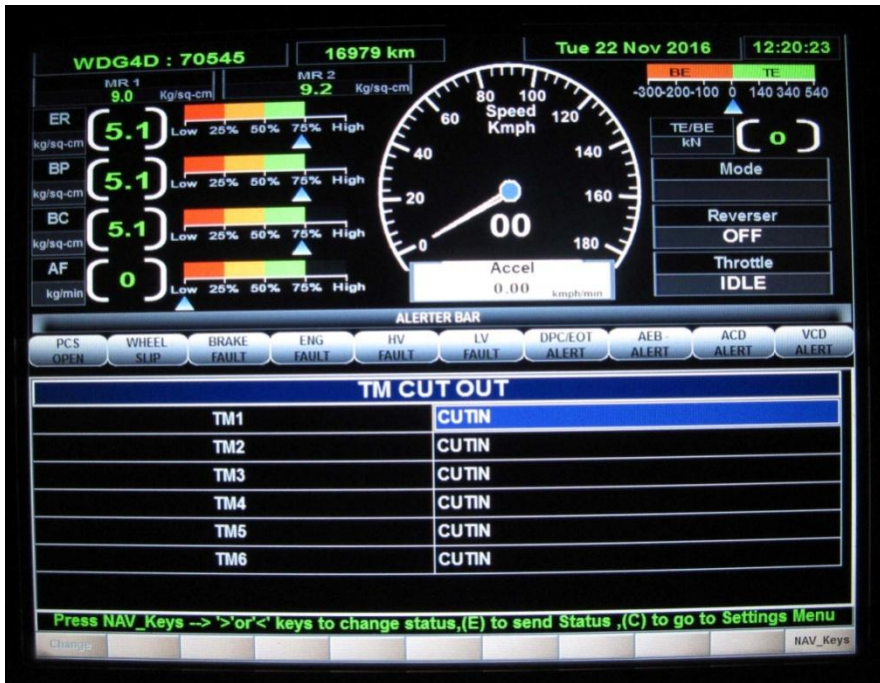 WDG4D : 70545
16979 km
Tue 22 Nov 2016
12:20:23
MR 1
9.0 Kg/sq-cm
MR 2
9.2 Kg/sq-cm
ER
kg/sq-cm
5.1
Low 25% 50% 75% High
BP
kg/sq-cm
5.1
Low 25% 50% 75% High
BC
kg/sq-cm
5.1
Low 25% 50% 75% High
AF
kg/min
0
Low 25% 50% 75% High
0 20 40 60 80 100 120 140 160 180
Speed
Kmph
00
Accel
0.00 kmph/min
BE TE
-300-200-100 0 140 340 540
TE/BE
kN
0
Mode
Reverser
OFF
Throttle
IDLE
ALERTER BAR
PCS OPEN
WHEEL SLIP
BRAKE FAULT
ENG FAULT
HV FAULT
LV FAULT
DPC/EOT ALERT
AEB- ALERT
ACD ALERT
VCD ALERT
TM CUT OUT
TM1 CUTIN
TM2 CUTIN
TM3 CUTIN
TM4 CUTIN
TM5 CUTIN
TM6 CUTIN
Press NAV_Keys --> '>'or'<' keys to change status,(E) to send Status ,(C) to go to Settings Menu
Change
NAV_Keys